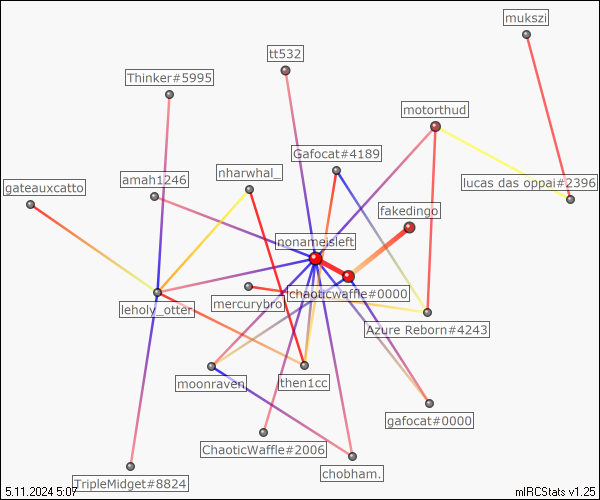 mukszi
tt532
Thinker#5995
motorthud
Gafocat#4189
nharwhal_
amah1246
gateauxcatto
lucas das oppai#2396
fakedingo
nonameisleft
chaoticwaffle#0000
mercurybro
leholy_otter
Azure Reborn#4243
moonraven
then1cc
gafocat#0000
ChaoticWaffle#2006
chobham.
TripleMidget#8824
5.11.2024 5:07
mIRCStats v1.25